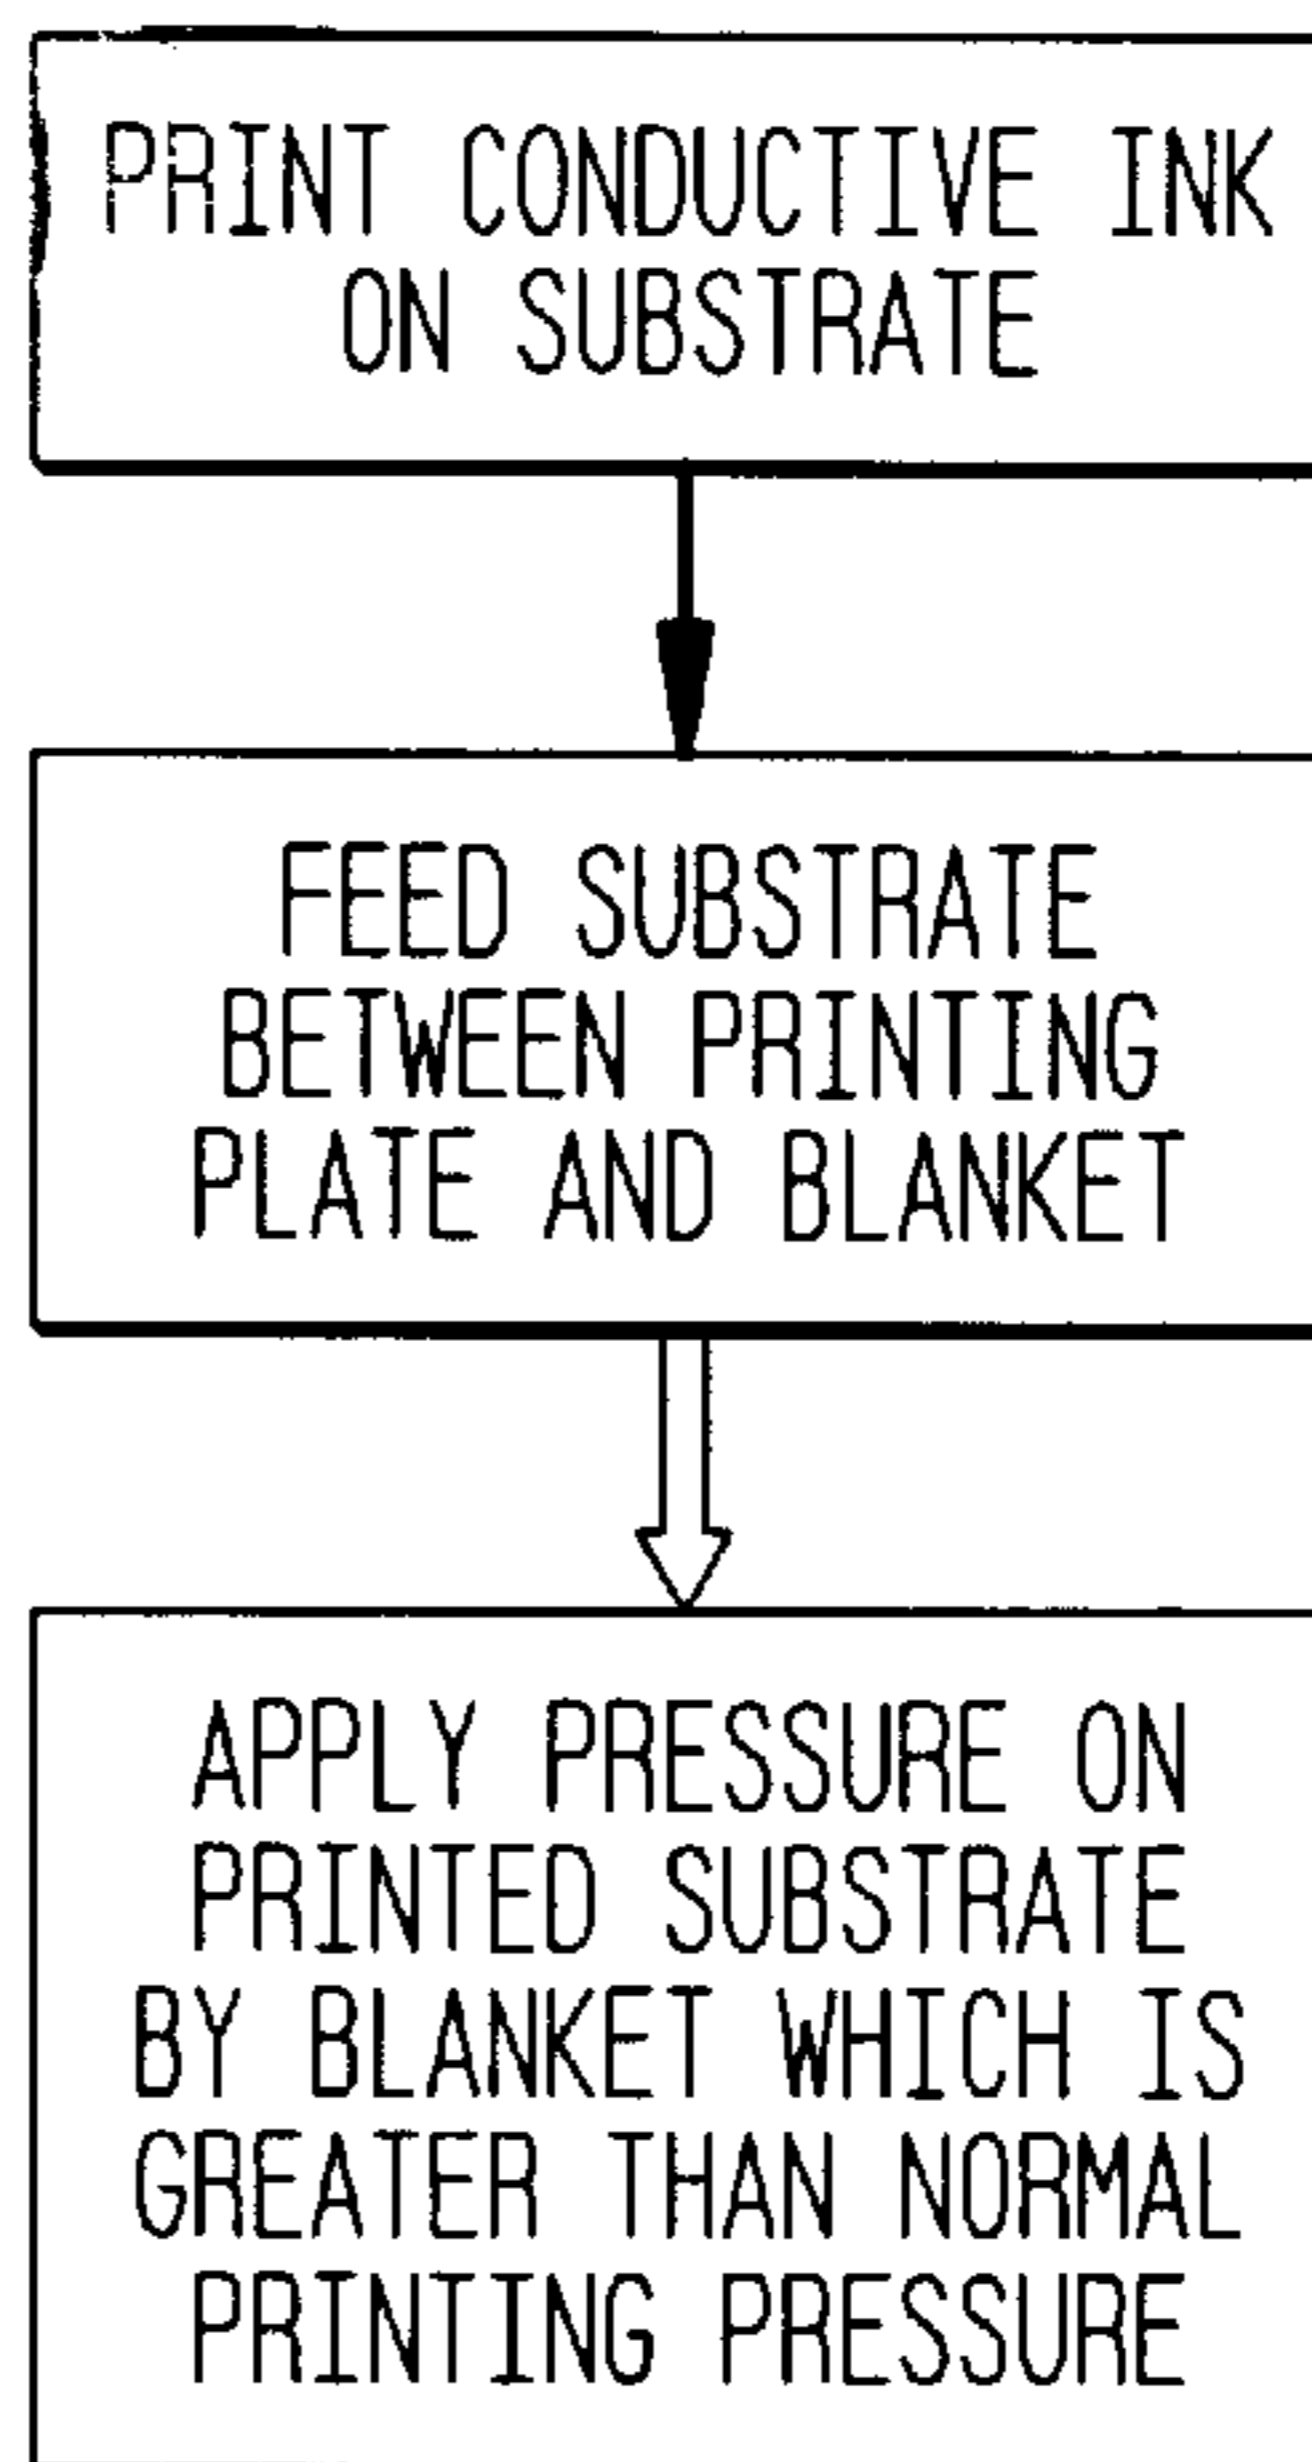 PRINT CONDUCTIVE INK
ON SUBSTRATE
FEED SUBSTRATE
BETWEEN PRINTING
PLATE AND BLANKET
APPLY PRESSURE ON
PRINTED SUBSTRATE
BY BLANKET WHICH IS
GREATER THAN NORMAL
PRINTING PRESSURE